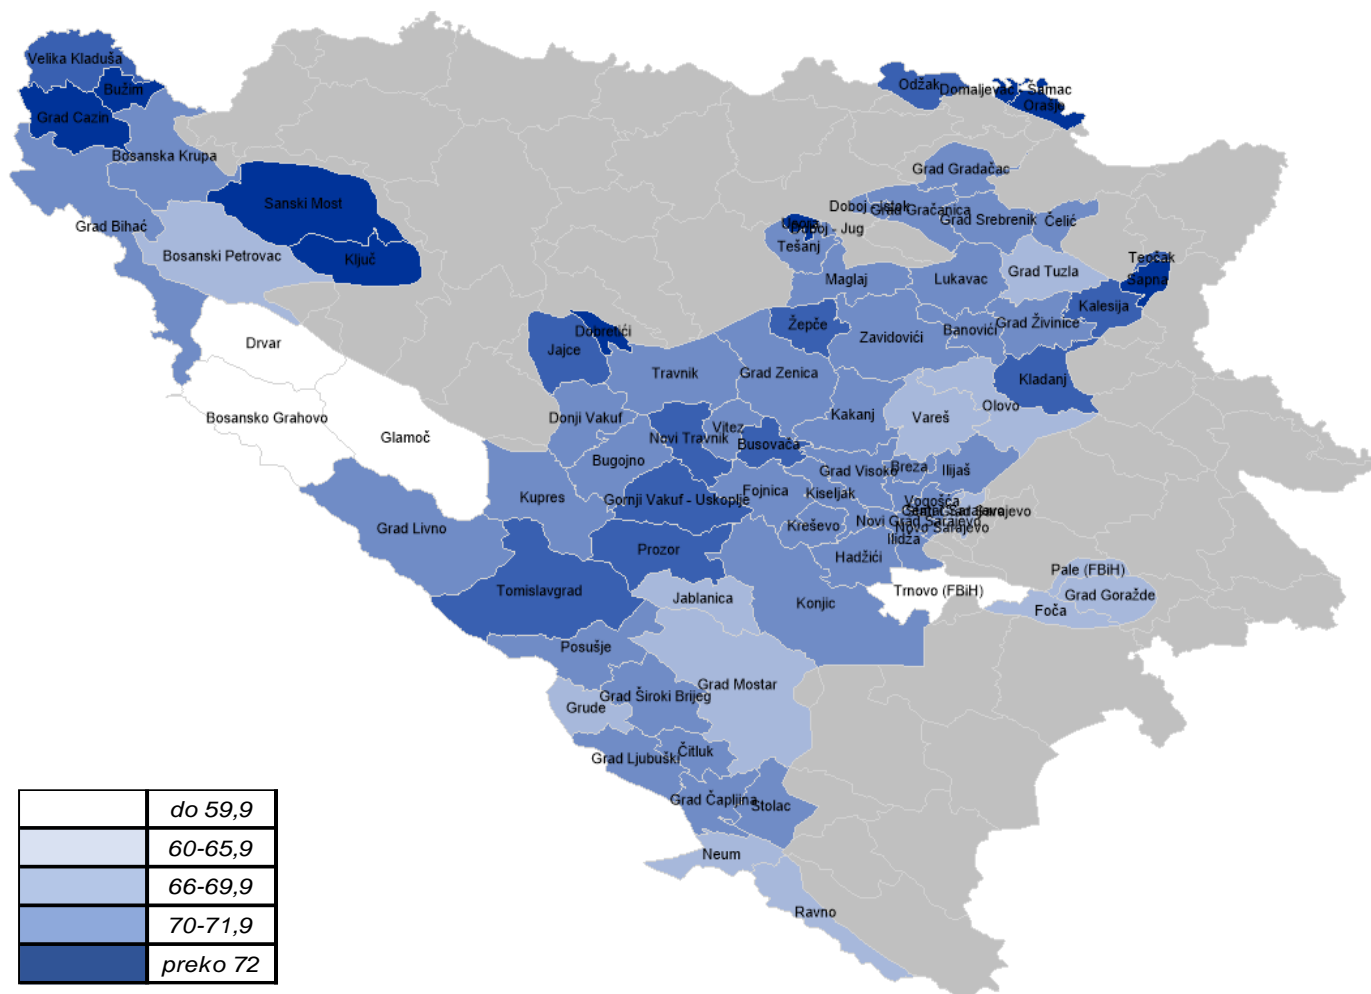 Velika Kladuša
Bužim
Grad Cazin
Bosanska Krupa
Sanski Most
Grad Bihać
Bosanski Petrovac
Ključ
Drvar
Bosansko Grahovo
Glamoč
Odžak
Domaljevac - Šamac
Orašje
Grad Gradačac
Doboj - Istok
Grad Gračanica
Grad Srebrenik
Čelić
Usora
Doboj - Jug
Tešanj
Maglaj
Lukavac
Grad Tuzla
Teočak
Sapna
Kalesija
Žepče
Zavidovići
Banovići
Grad Živinice
Kladanj
Dobretići
Jajce
Travnik
Grad Zenica
Kakanj
Vareš
Olovo
Donji Vakuf
Novi Travnik
Vitez
Busovača
Bugojno
Grad Visoko
Breza
Ilijaš
Kupres
Gornji Vakuf - Uskoplje
Fojnica
Kiseljak
Vogošća
Centar Sarajevo
Stari Grad Sarajevo
Kreševo
Novi Grad Sarajevo
Novo Sarajevo
Ilidža
Grad Livno
Prozor
Hadžići
Tomislavgrad
Jablanica
Konjic
Trnovo (FBiH)
Pale (FBiH)
Grad Goražde
Foča
Posušje
Grad Široki Brijeg
Grad Mostar
Grude
Grad Ljubuški
Čitluk
Grad Čapljina
Stolac
Neum
Ravno
do 59,9
60-65,9
66-69,9
70-71,9
preko 72